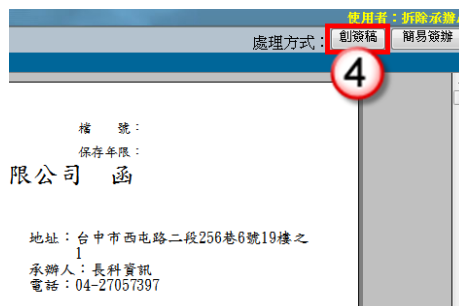 使用者：拆除承辦
處理方式： 創簽稿 簡易簽辦
4
檔 號：
保存年限：
限公司 函
地址：台中市西屯路二段256巷6號19樓之
1
承辦人：長科資訊
電話：04-27057397